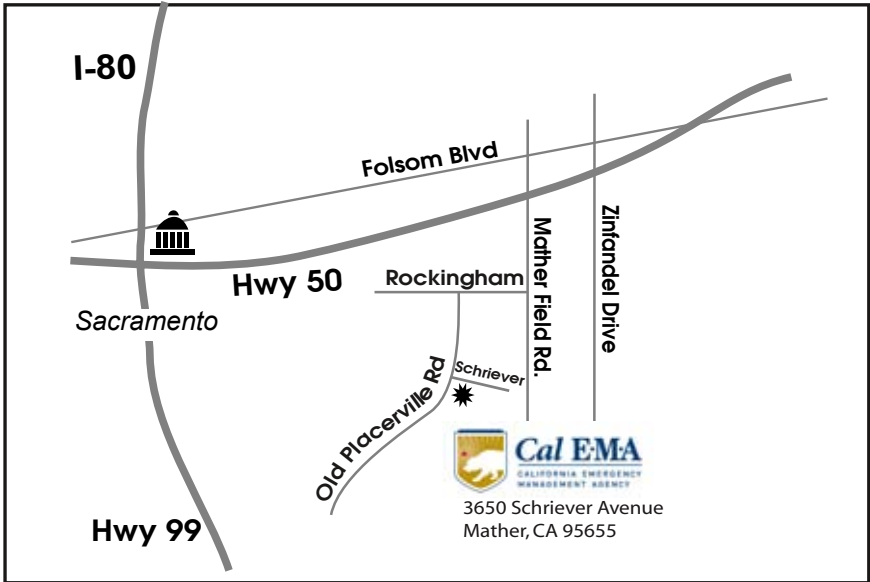 I-80
Folsom Blvd
Hwy 50
Rockingham
Mather Field Rd.
Zinfandel Drive
Sacramento
Schriever
Old Placerville Rd
Cal E·M·A
CALIFORNIA EMERGENCY
MANAGEMENT AGENCY
3650 Schriever Avenue
Mather, CA 95655
Hwy 99